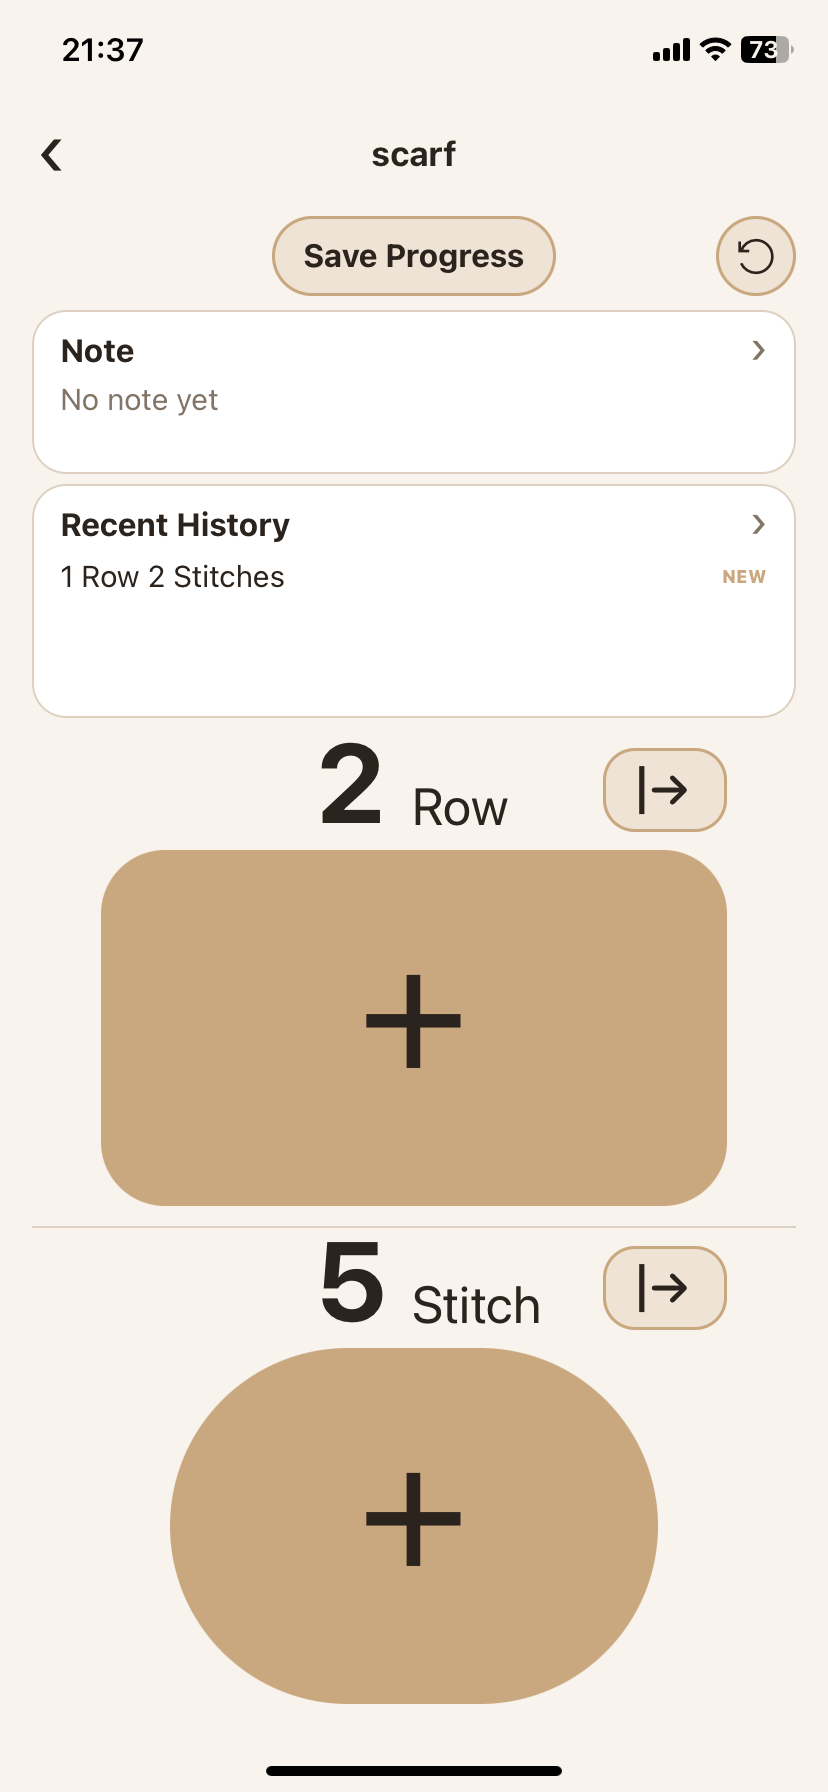 21:37
73
scarf
Save Progress
Note
No note yet
Recent History
1 Row 2 Stitches
NEW
2 Row
5 Stitch